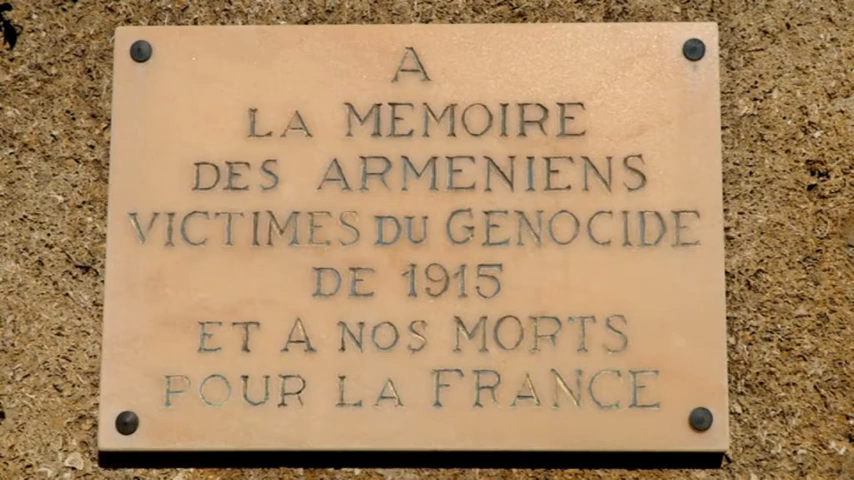 A
LA MEMOIRE
DES ARMENIENS
VICTIMES DU GENOCIDE
DE 1915
ET A NOS MORTS
POUR LA FRANCE